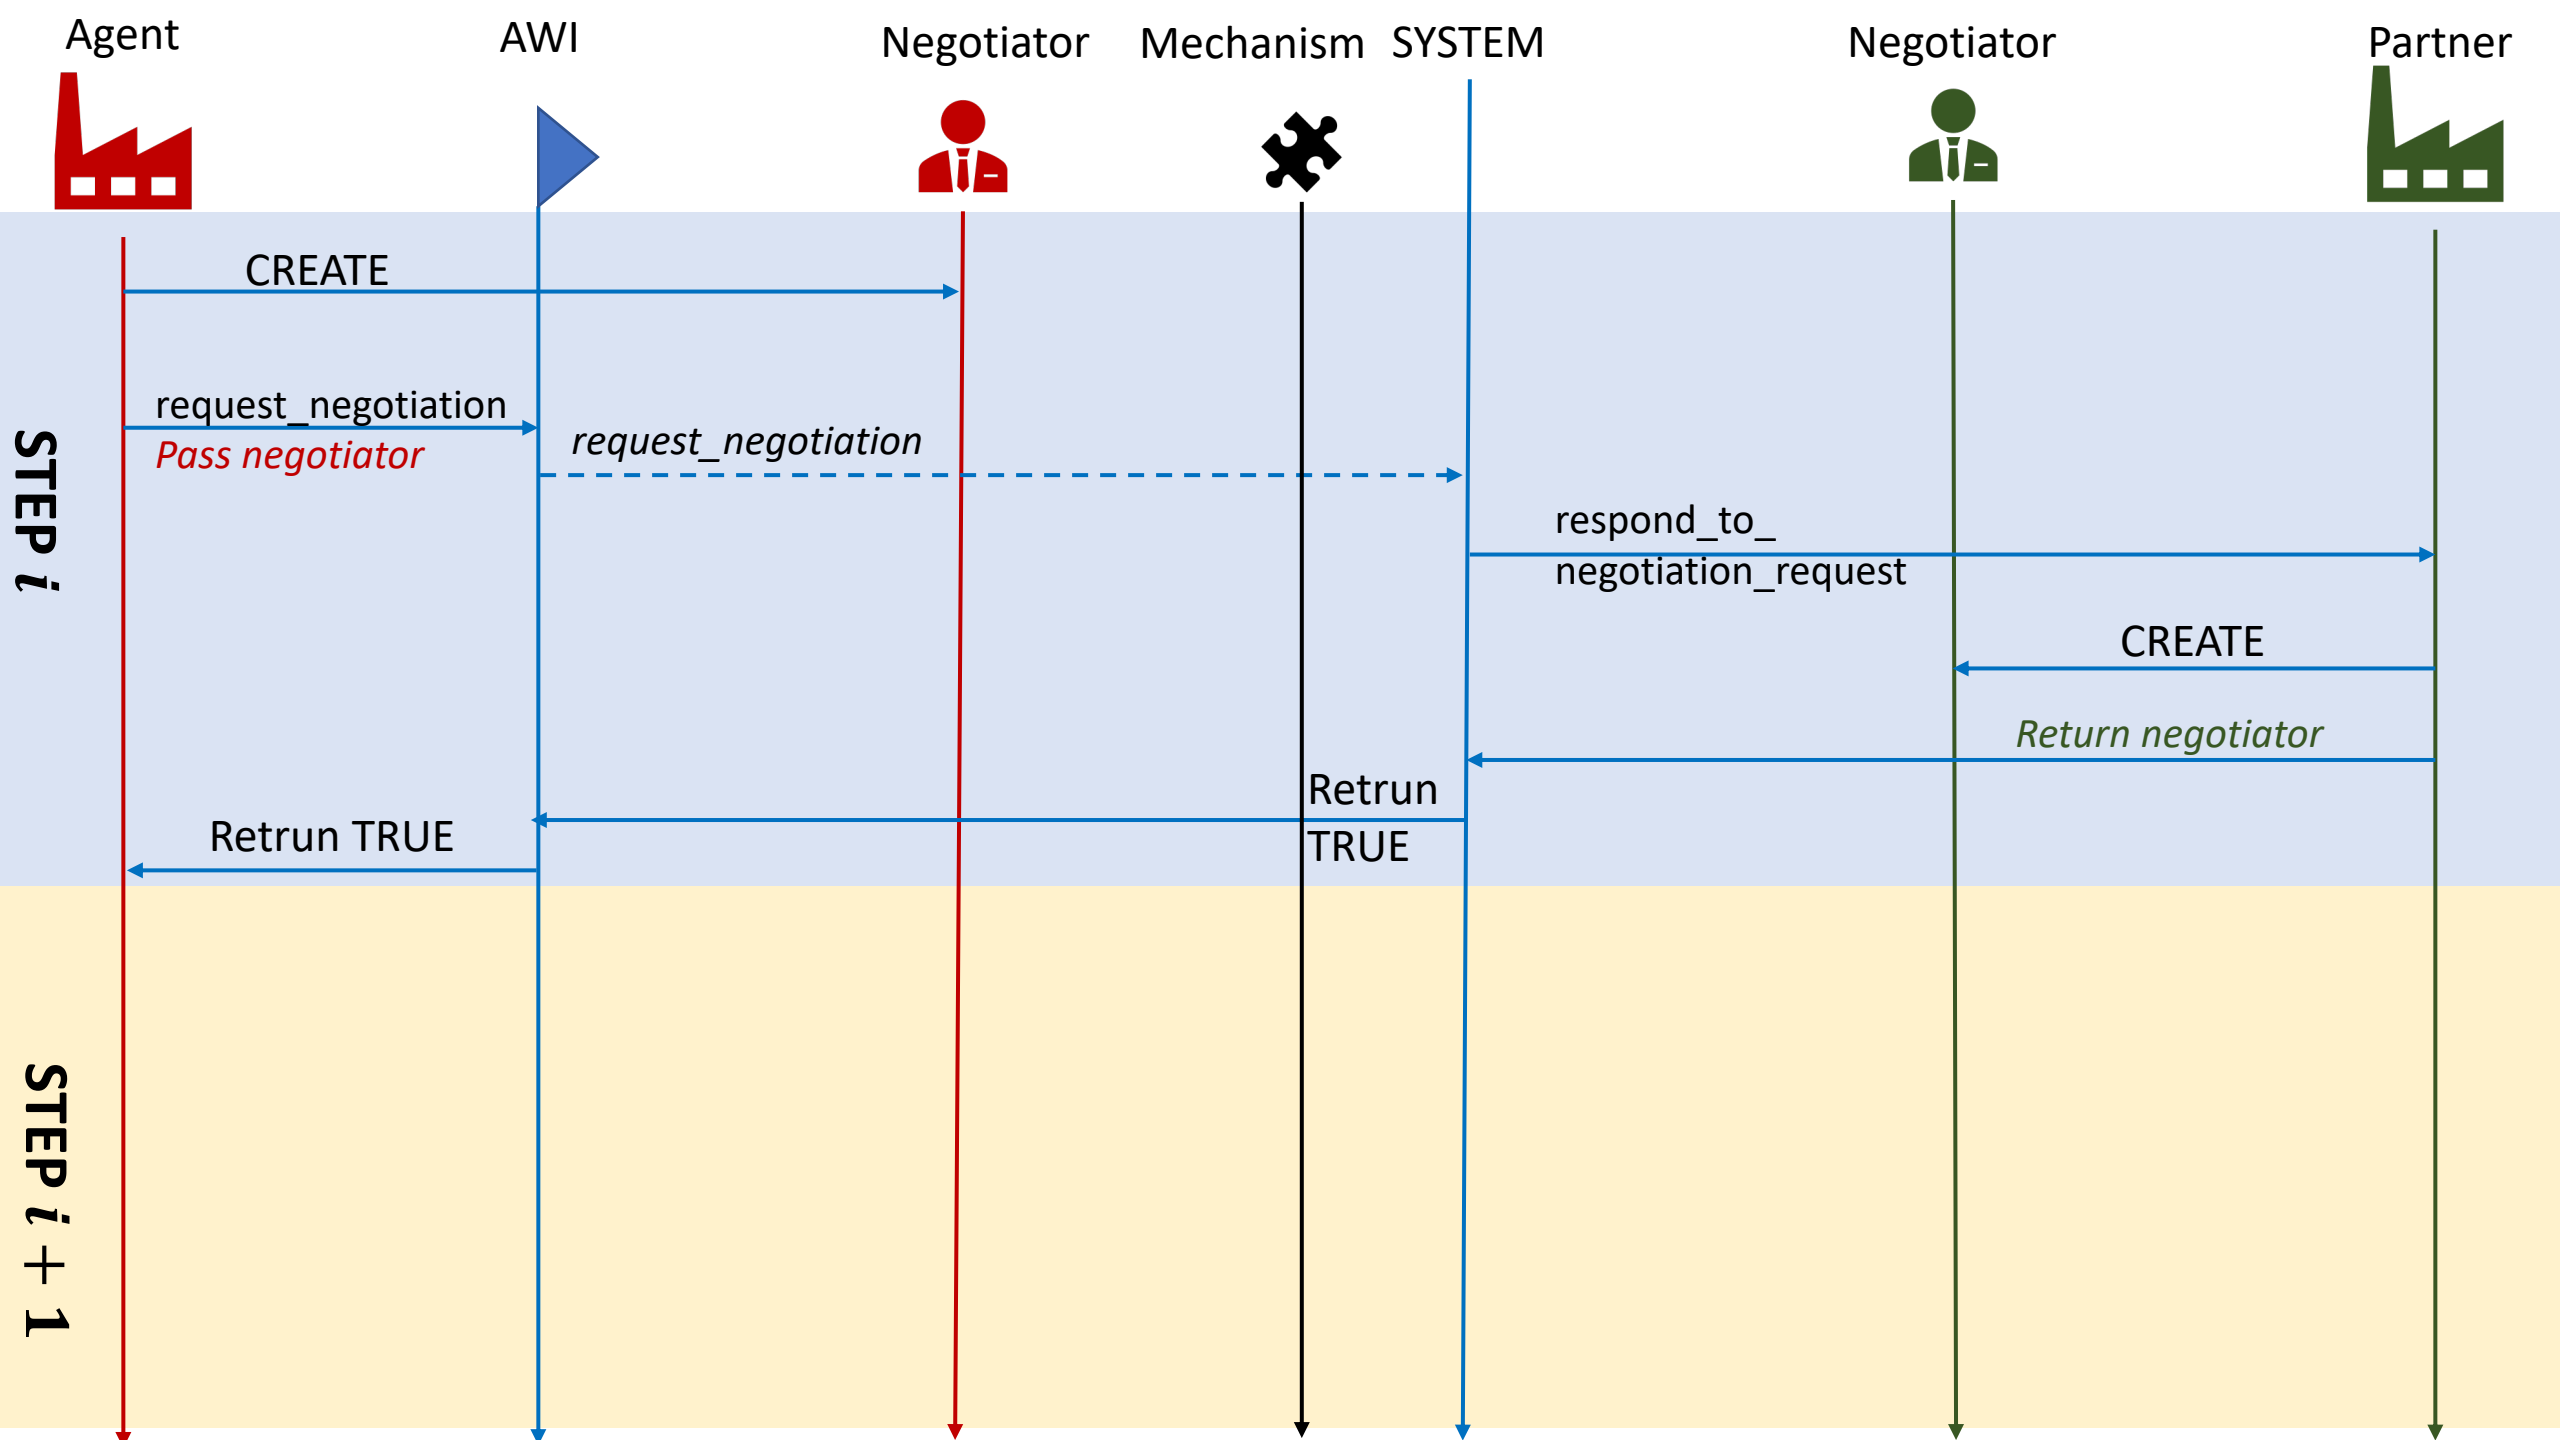 Agent
AWI
Negotiator
Mechanism
SYSTEM
Negotiator
Partner
STEP i
CREATE
request_negotiation
Pass negotiator
request_negotiation
respond_to_
negotiation_request
CREATE
Return negotiator
Retrun
TRUE
Retrun TRUE
STEP i + 1